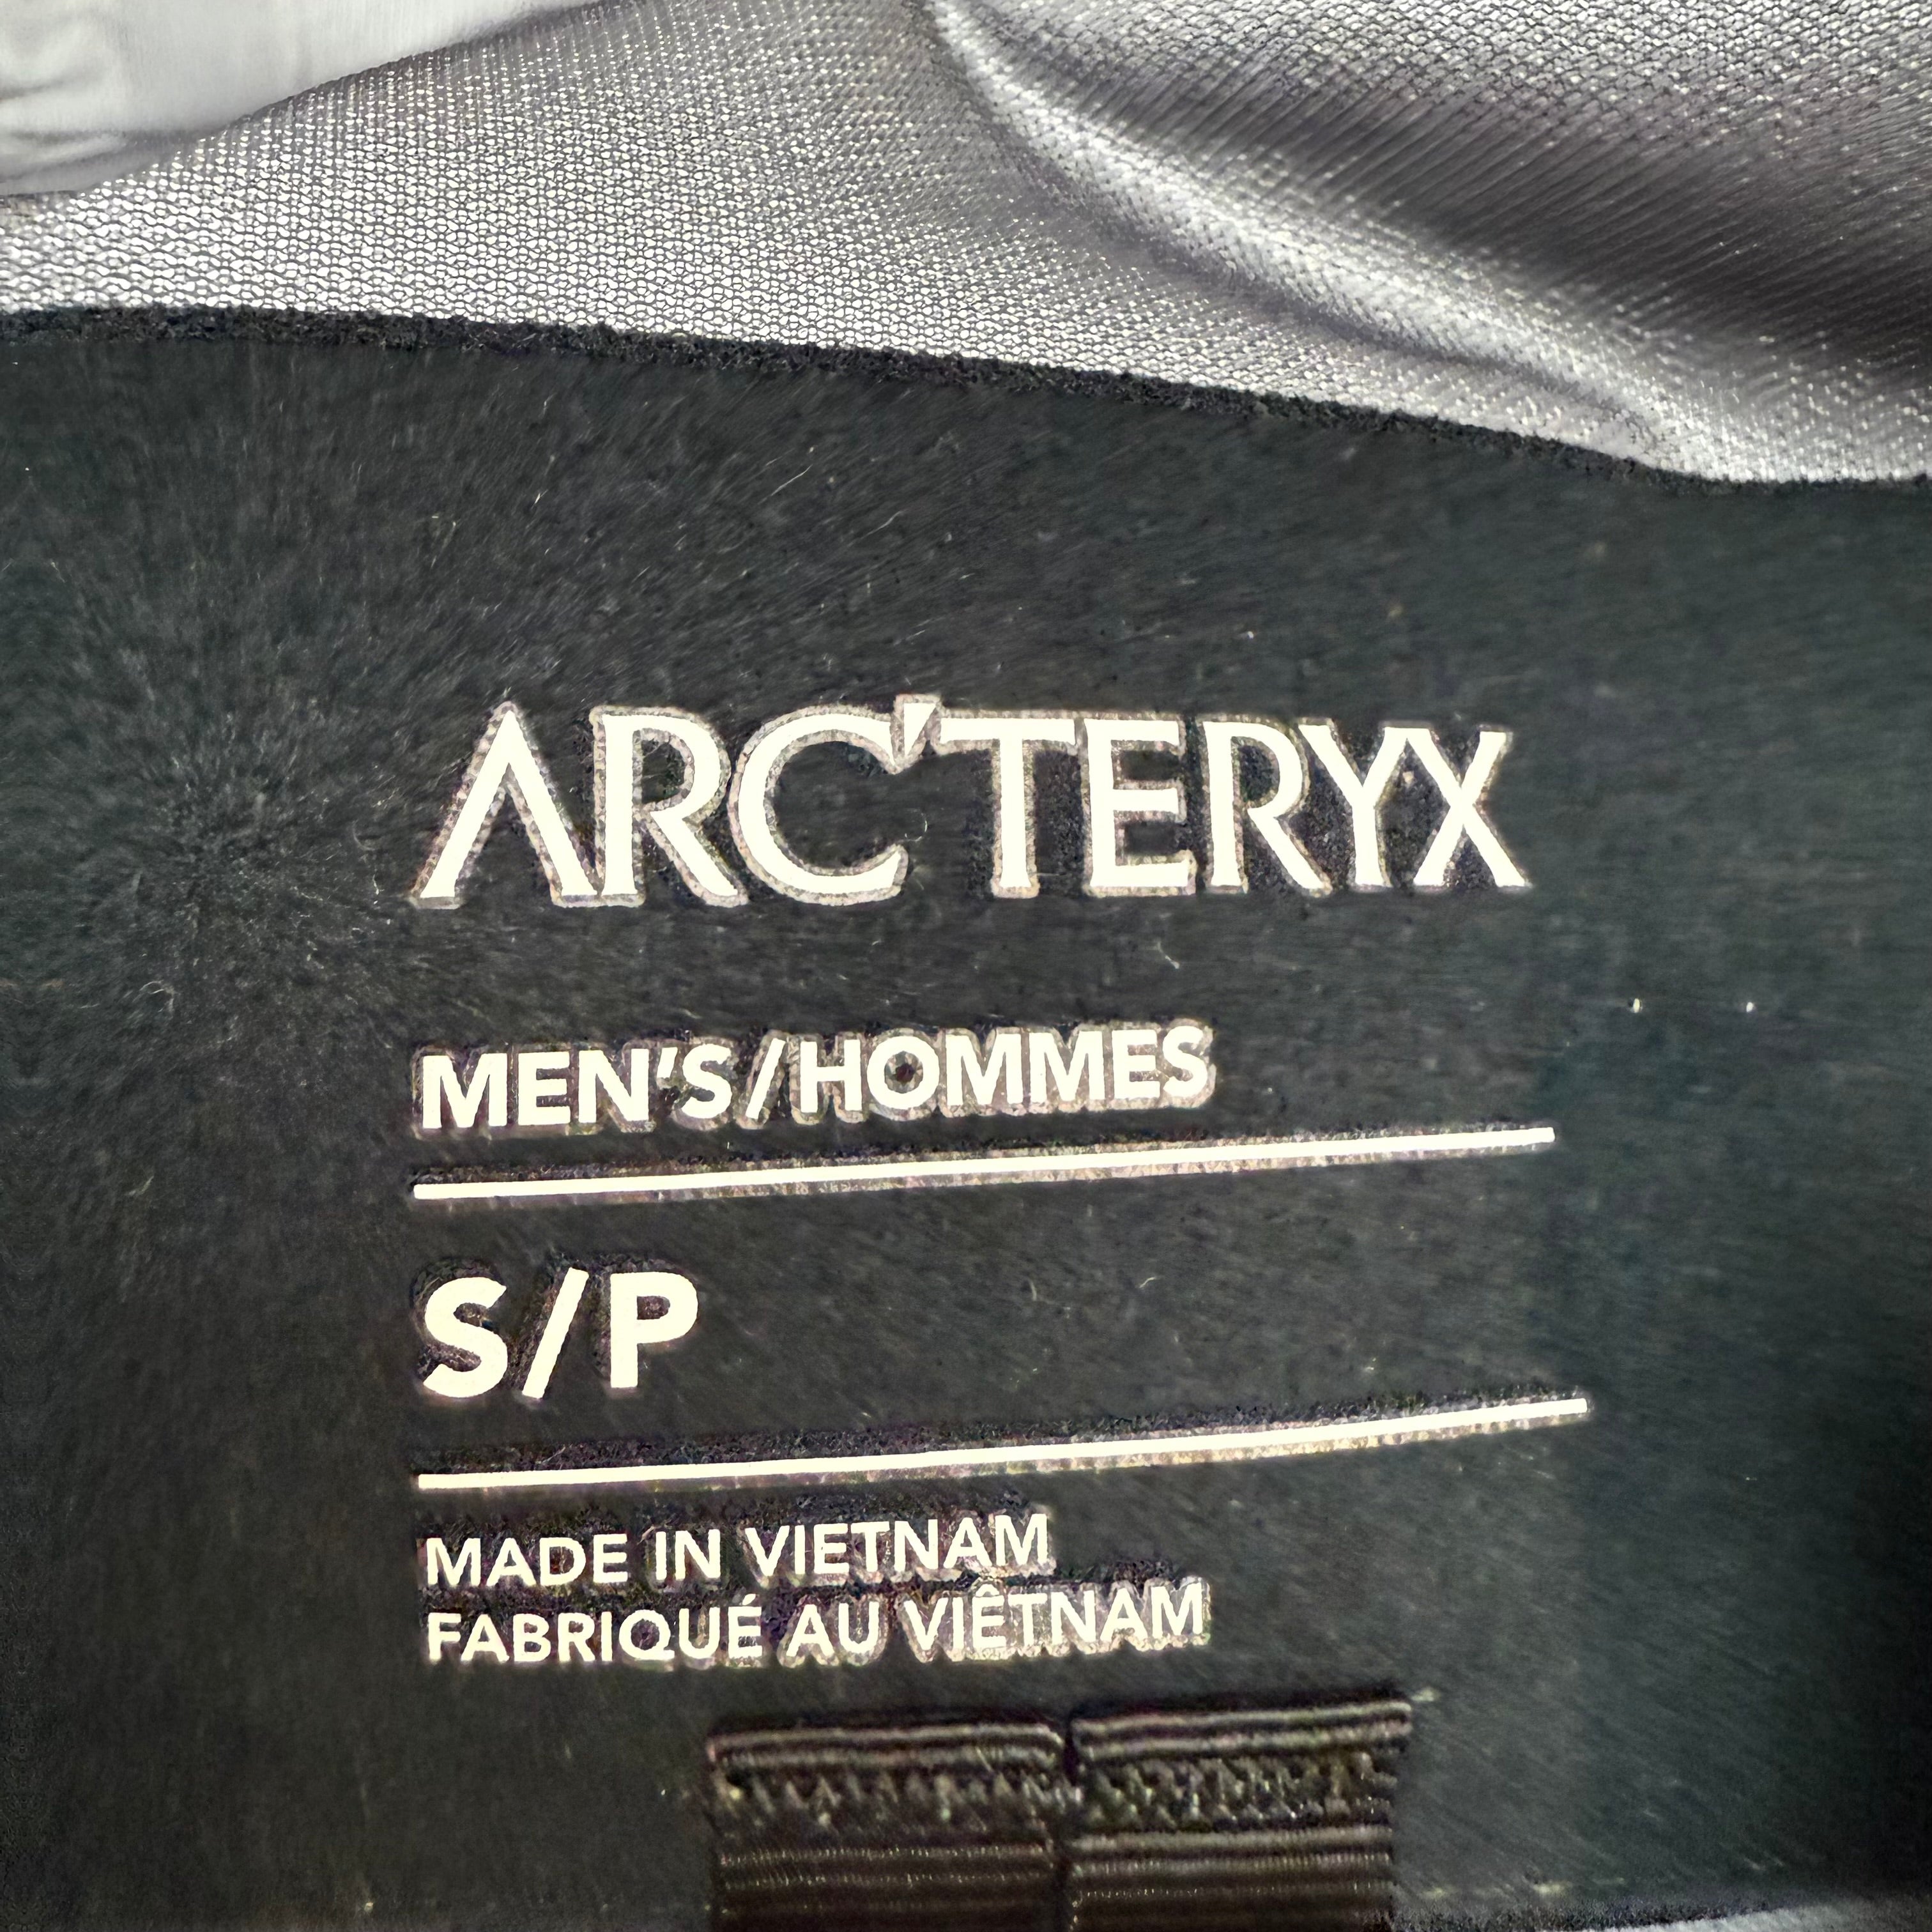 ARC'TERYX
MEN'S/HOMMES
S/P
MADE IN VIETNAM
FABRIQUÉ AU VIÊTNAM